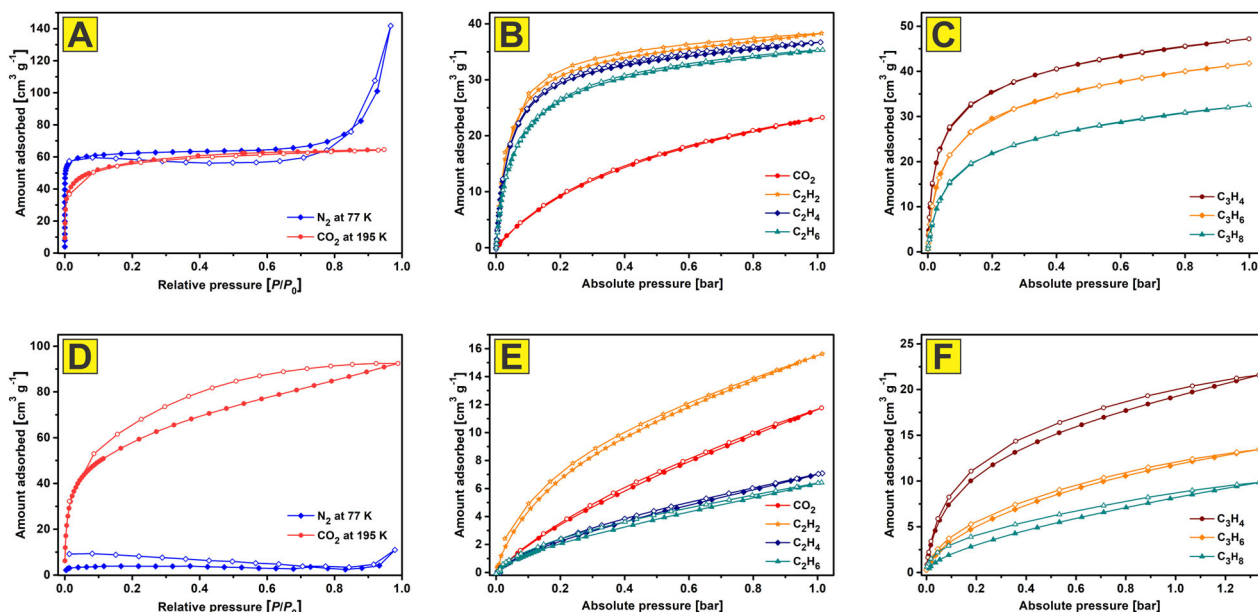 A
Amount adsorbed [cm³ g⁻¹]
140
120
100
80
60
40
20
0
N₂ at 77 K
CO₂ at 195 K
0.0 0.2 0.4 0.6 0.8 1.0
Relative pressure [P/P₀]
B
Amount adsorbed [cm³ g⁻¹]
40
30
20
10
0
CO₂
C₂H₂
C₂H₄
C₂H₆
0.0 0.2 0.4 0.6 0.8 1.0
Absolute pressure [bar]
C
Amount adsorbed [cm³ g⁻¹]
50
40
30
20
10
0
C₃H₄
C₃H₆
C₃H₈
0.0 0.2 0.4 0.6 0.8 1.0
Absolute pressure [bar]
D
Amount adsorbed [cm³ g⁻¹]
100
80
60
40
20
0
N₂ at 77 K
CO₂ at 195 K
0.0 0.2 0.4 0.6 0.8 1.0
Relative pressure [P/P₀]
E
Amount adsorbed [cm³ g⁻¹]
16
14
12
10
8
6
4
2
0
CO₂
C₂H₂
C₂H₄
C₂H₆
0.0 0.2 0.4 0.6 0.8 1.0
Absolute pressure [bar]
F
Amount adsorbed [cm³ g⁻¹]
25
20
15
10
5
0
C₃H₄
C₃H₆
C₃H₈
0.0 0.2 0.4 0.6 0.8 1.0 1.2
Absolute pressure [bar]